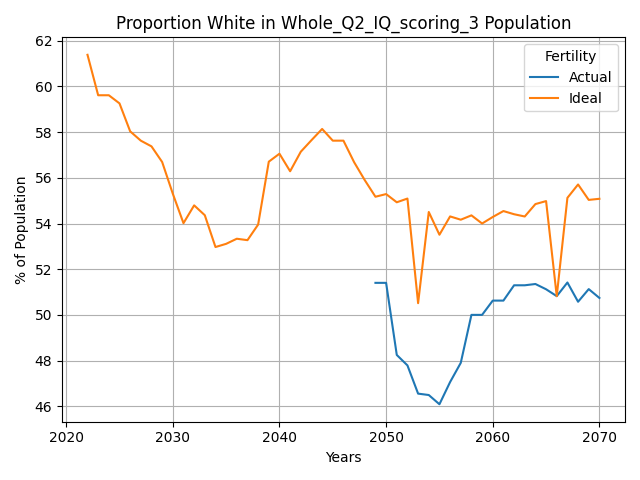 Proportion White in Whole_Q2_IQ_scoring_3 Population
Fertility
Actual
Ideal
% of Population
62
60
58
56
54
52
50
48
46
2020
2030
2040
2050
2060
2070
Years